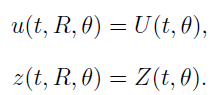 u(t, R, θ) = U(t, θ),
z(t, R, θ) = Z(t, θ).